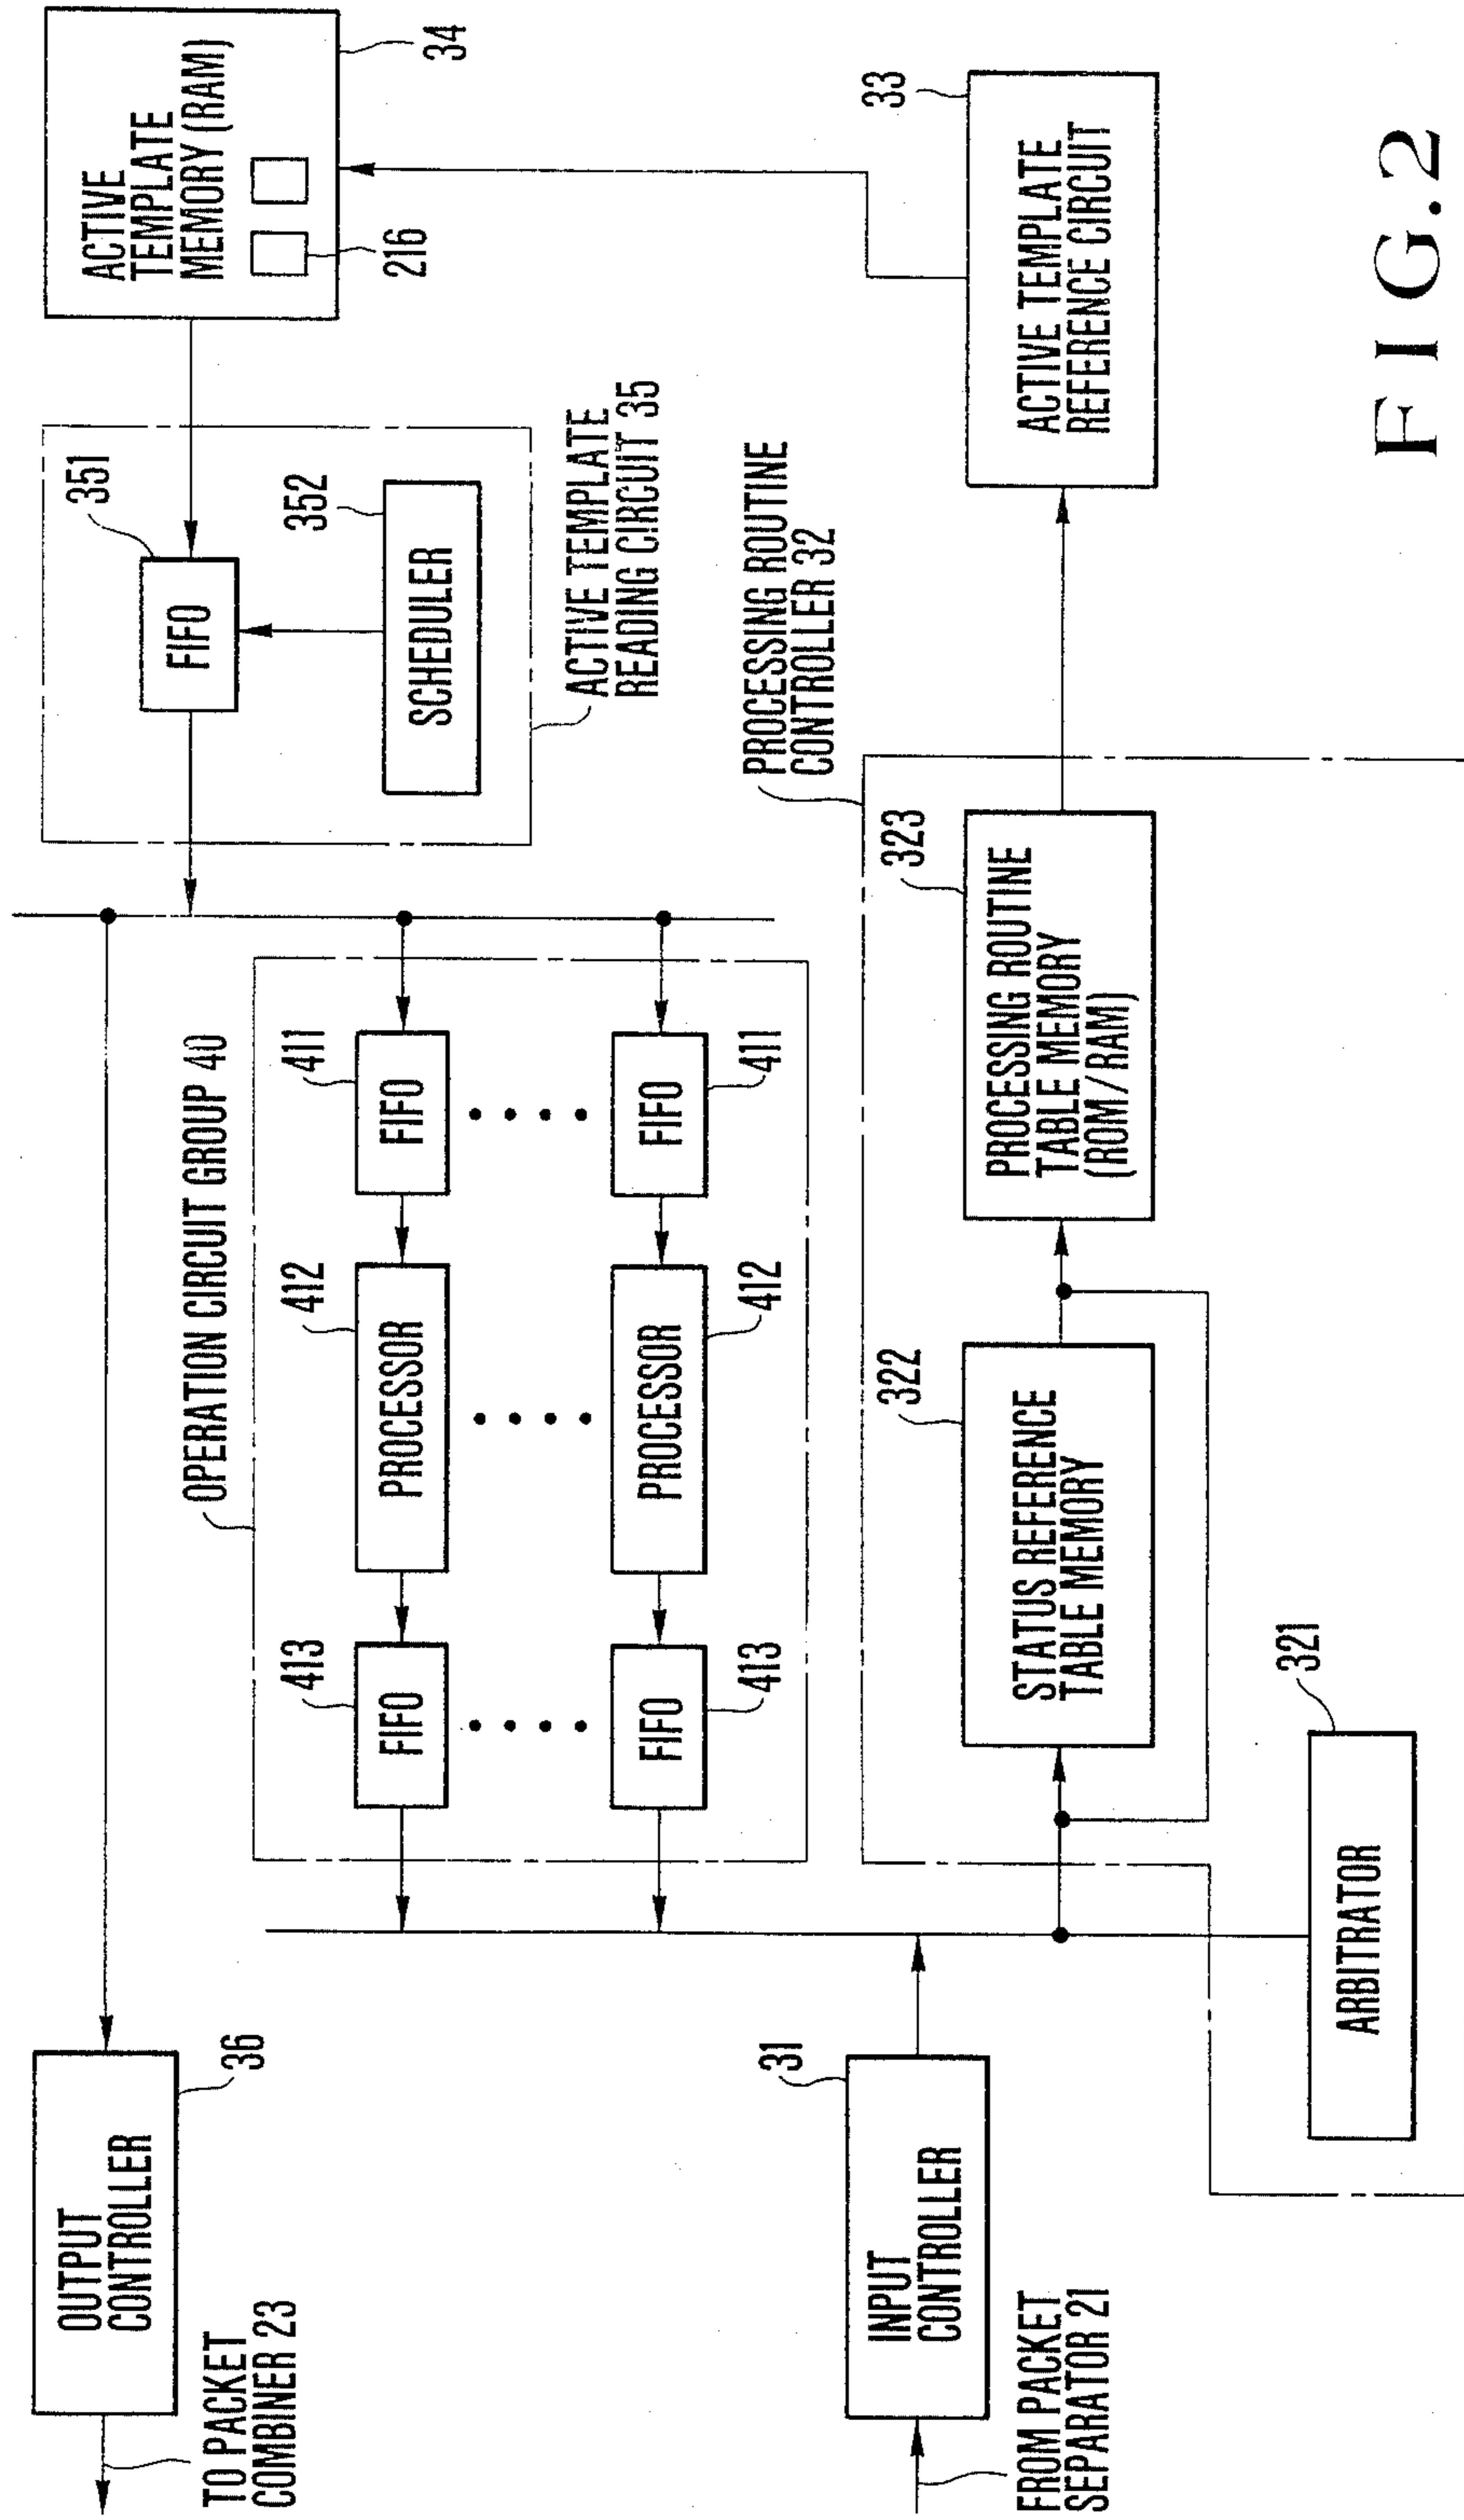 TO PACKET
COMBINER 23
OUTPUT
CONTROLLER
36
OPERATION CIRCUIT GROUP 40
413
412
411
FIFO
PROCESSOR
FIFO
FIFO
PROCESSOR
FIFO
413
412
411
351
FIFO
352
SCHEDULER
ACTIVE TEMPLATE
READING CIRCUIT 35
ACTIVE
TEMPLATE
MEMORY (RAM)
216
34
FROM PACKET
SEPARATOR 21
INPUT
CONTROLLER
31
PROCESSING ROUTINE
CONTROLLER 32
322
STATUS REFERENCE
TABLE MEMORY
323
PROCESSING ROUTINE
TABLE MEMORY
(ROM/RAM)
33
ACTIVE TEMPLATE
REFERENCE CIRCUIT
321
ARBITRATOR
FIG.2